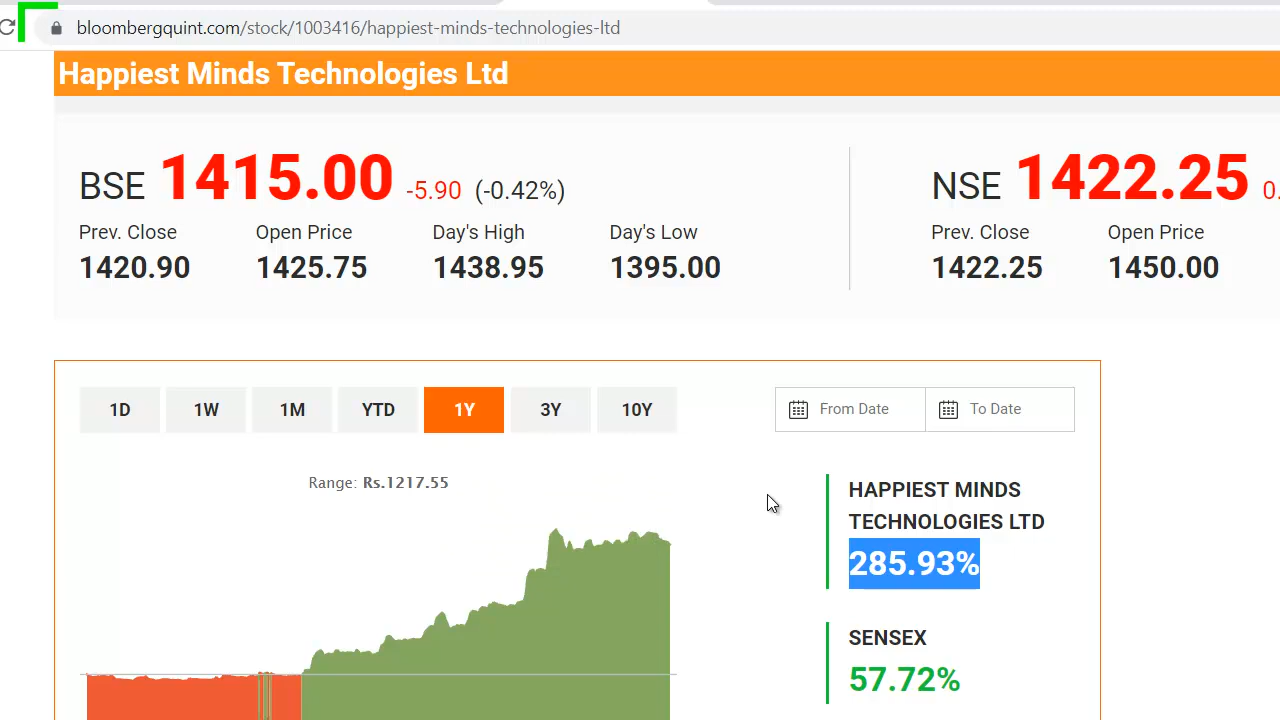 bloombergquint.com/stock/1003416/happiest-minds-technologies-ltd
Happiest Minds Technologies Ltd
BSE 1415.00 -5.90 (-0.42%)
NSE 1422.25 0.
Prev. Close Open Price Day's High Day's Low
1420.90 1425.75 1438.95 1395.00
Prev. Close Open Price
1422.25 1450.00
1D 1W 1M YTD 1Y 3Y 10Y
From Date To Date
Range: Rs.1217.55
HAPPIEST MINDS
TECHNOLOGIES LTD
285.93%
SENSEX
57.72%